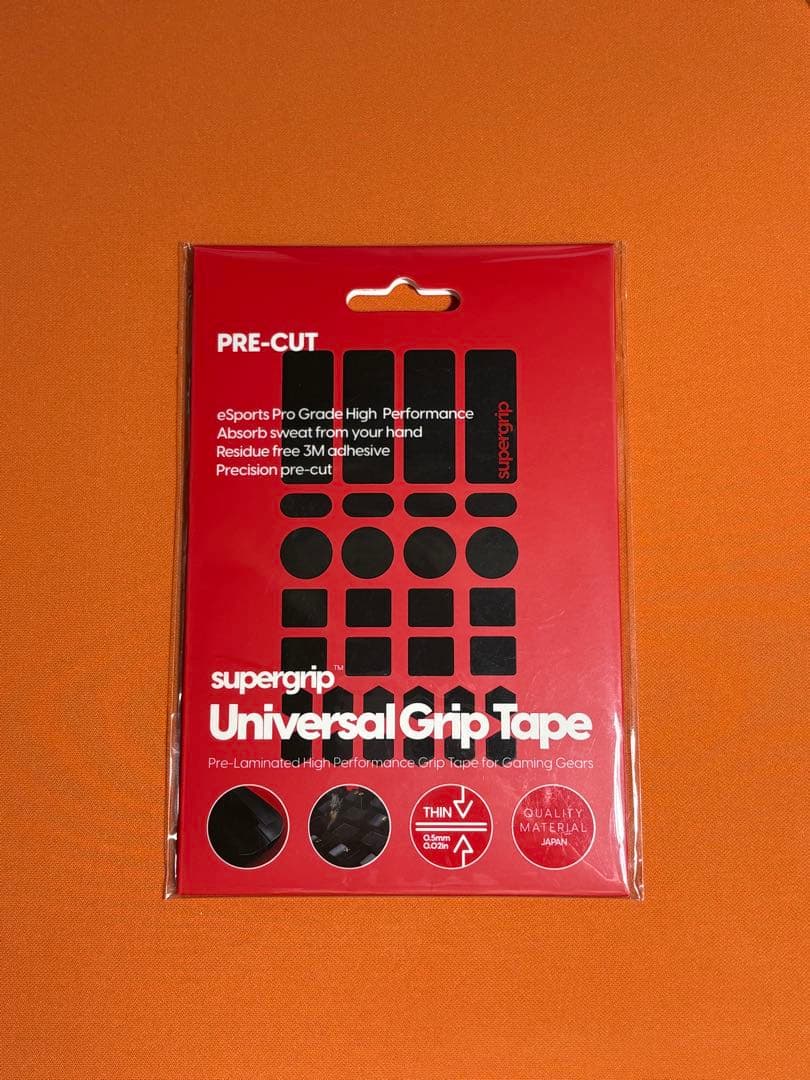 PRE-CUT
eSports Pro Grade High Performance
Absorb sweat from your hand
Residue free 3M adhesive
Precision pre-cut
supergrip
supergrip™
Universal Grip Tape
Pre-Laminated High Performance Grip Tape for Gaming Gears
THIN
0.5mm
0.02in
QUALITY
MATERIAL
JAPAN